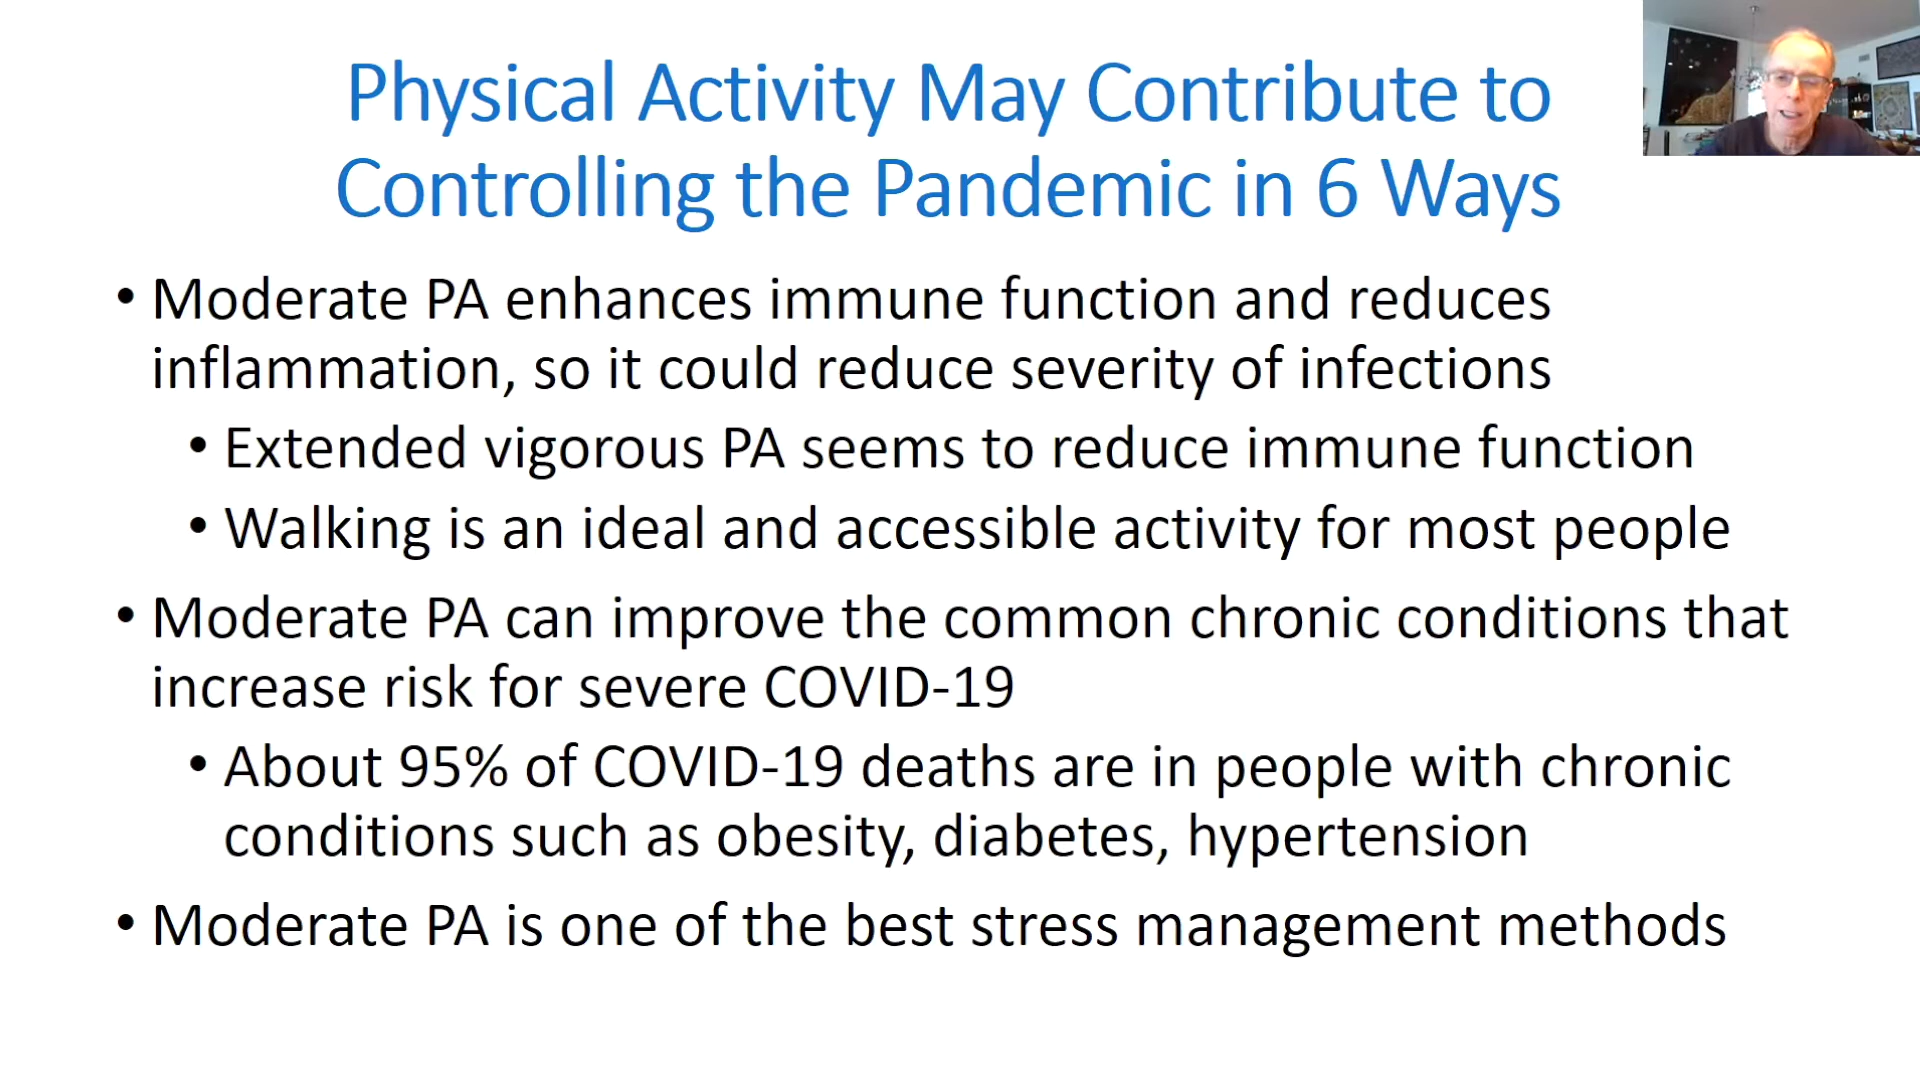 Physical Activity May Contribute to
Controlling the Pandemic in 6 Ways
• Moderate PA enhances immune function and reduces
inflammation, so it could reduce severity of infections
• Extended vigorous PA seems to reduce immune function
• Walking is an ideal and accessible activity for most people
• Moderate PA can improve the common chronic conditions that
increase risk for severe COVID-19
• About 95% of COVID-19 deaths are in people with chronic
conditions such as obesity, diabetes, hypertension
• Moderate PA is one of the best stress management methods